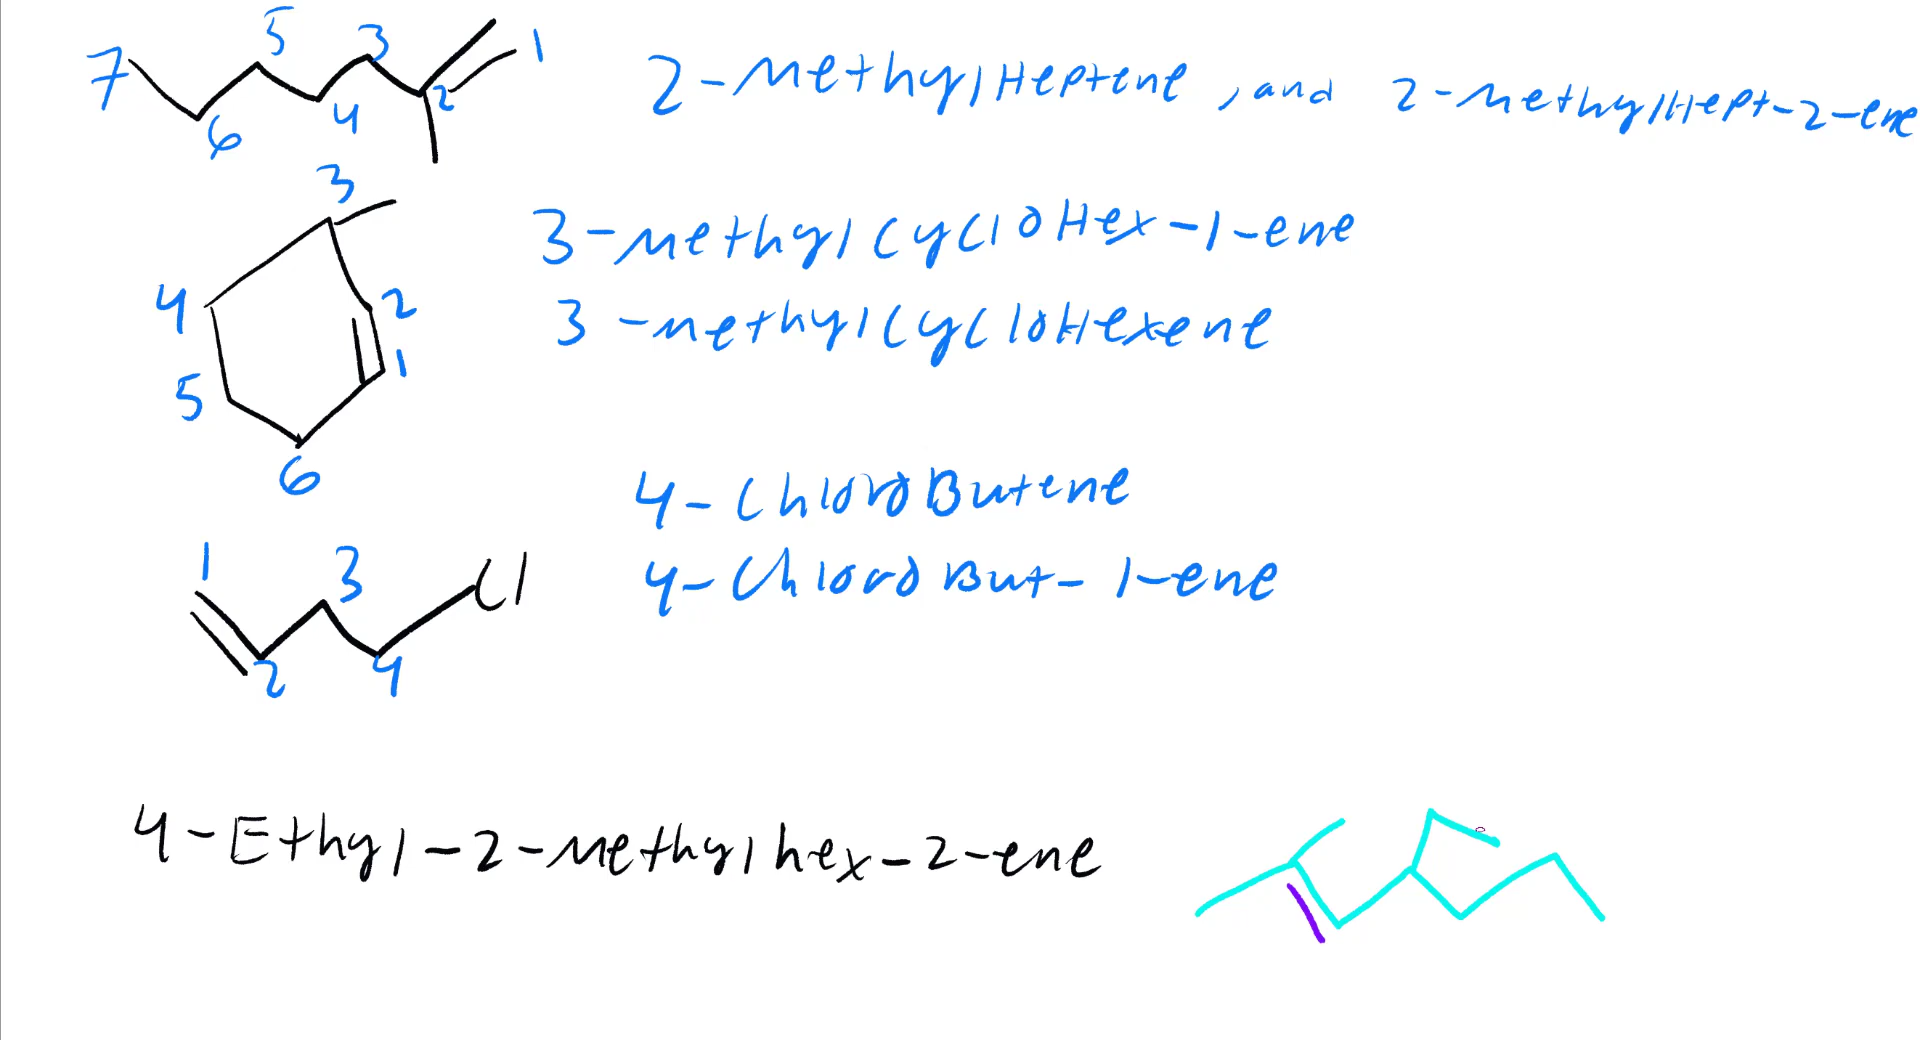 7 6 5 4 3 2 1
2-MethylHeptene, and 2-MethylHept-2-ene
3
4 2
5 1
6
3-MethylCycloHex-1-ene
3-MethylCycloHexene
1 2 3 4 Cl
4-ChloroButene
4-ChloroBut-1-ene
4-Ethyl-2-Methylhex-2-ene